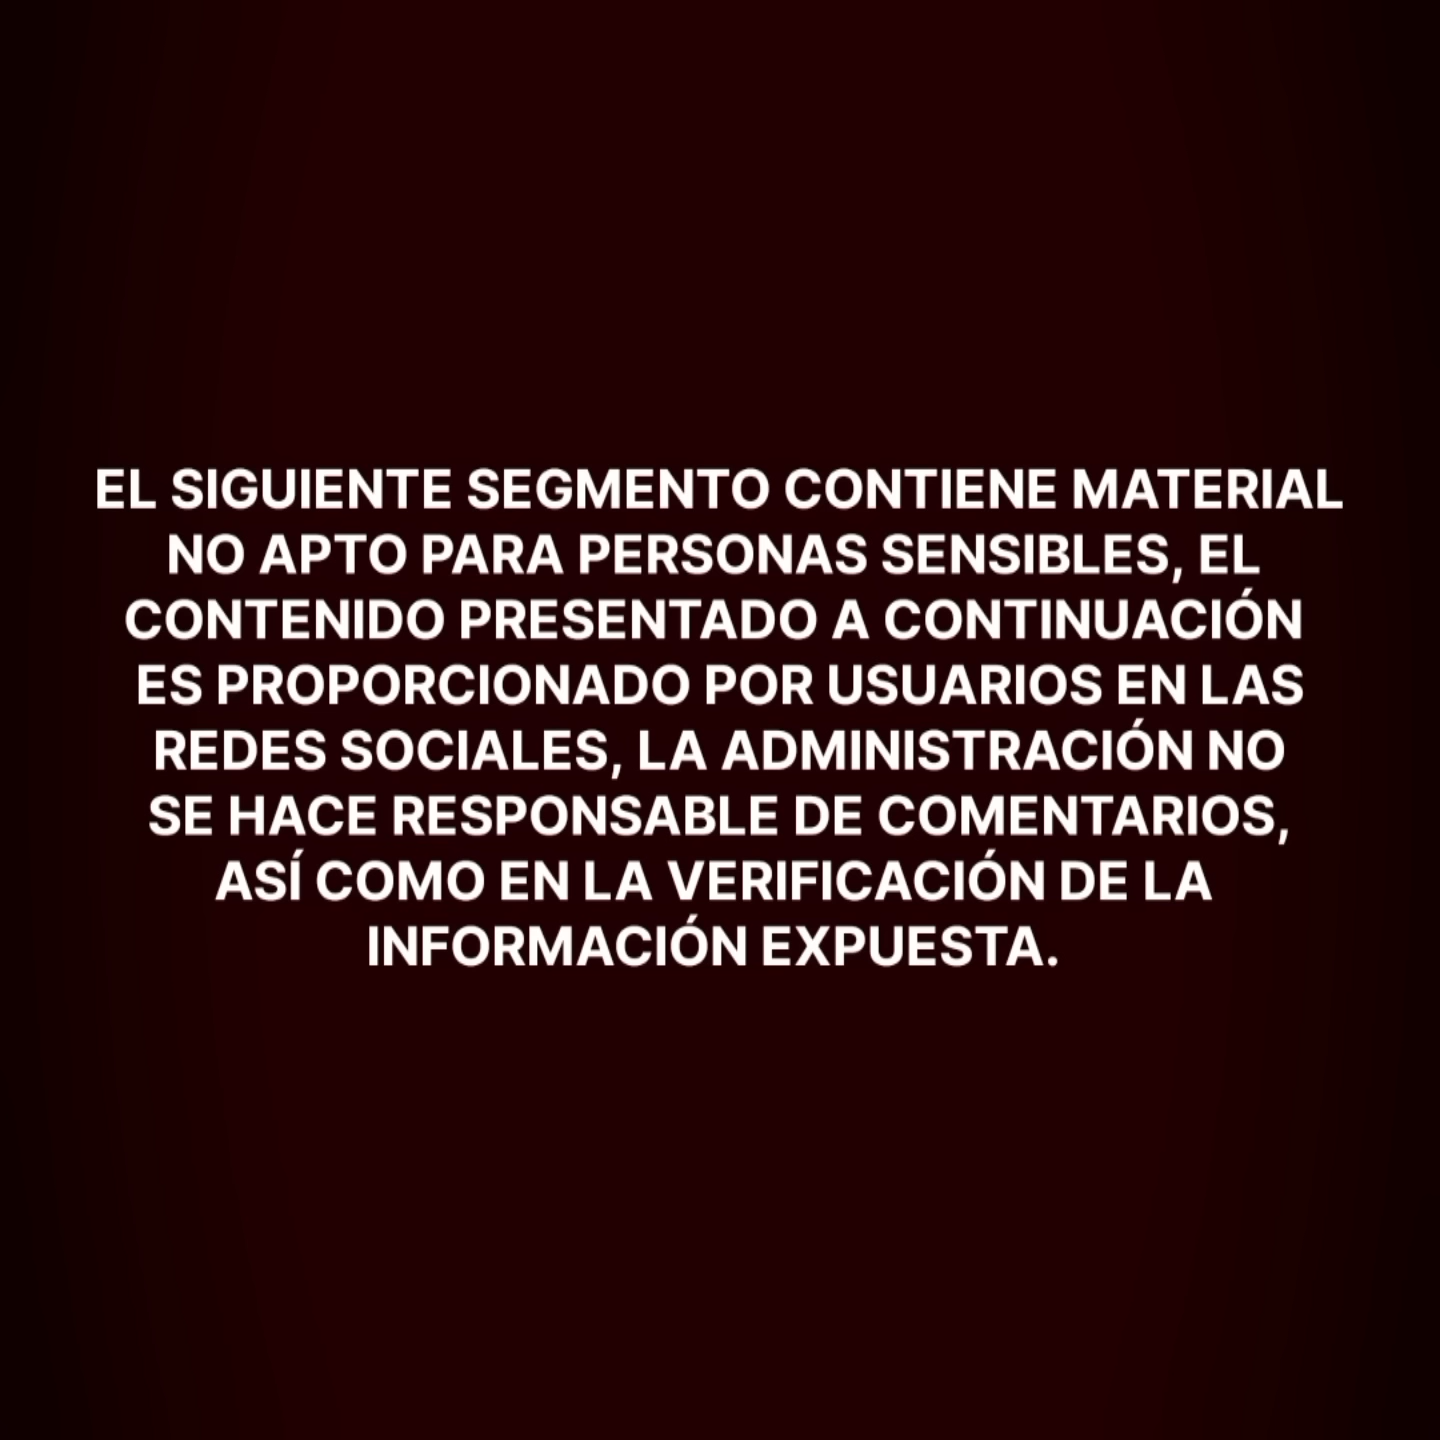 EL SIGUIENTE SEGMENTO CONTIENE MATERIAL
NO APTO PARA PERSONAS SENSIBLES, EL
CONTENIDO PRESENTADO A CONTINUACIÓN
ES PROPORCIONADO POR USUARIOS EN LAS
REDES SOCIALES, LA ADMINISTRACIÓN NO
SE HACE RESPONSABLE DE COMENTARIOS,
ASÍ COMO EN LA VERIFICACIÓN DE LA
INFORMACIÓN EXPUESTA.